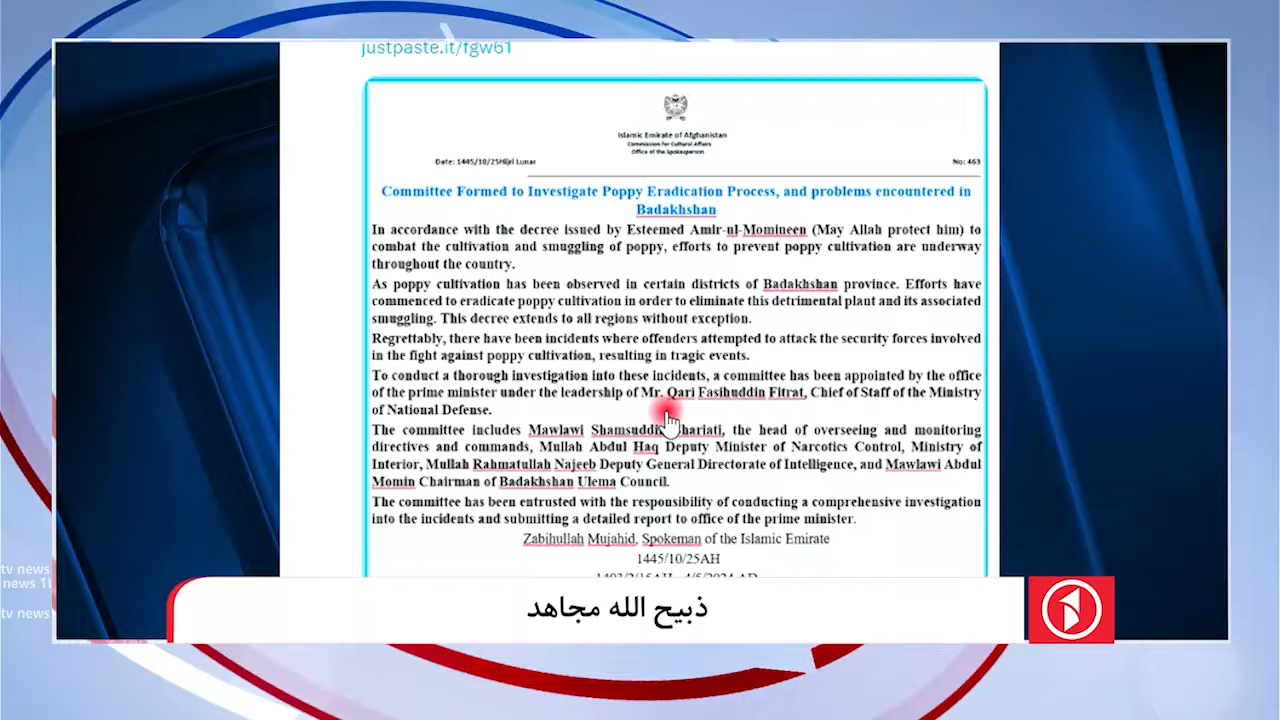 justpaste.it/fgw61
Islamic Emirate of Afghanistan
Commission for Cultural Affairs
Office of the Spokesperson
Date: 1445/10/25Hijri Lunar
No: 463
Committee Formed to Investigate Poppy Eradication Process, and problems encountered in
Badakhshan
In accordance with the decree issued by Esteemed Amir-ul-Momineen (May Allah protect him) to
combat the cultivation and smuggling of poppy, efforts to prevent poppy cultivation are underway
throughout the country.
As poppy cultivation has been observed in certain districts of Badakhshan province. Efforts have
commenced to eradicate poppy cultivation in order to eliminate this detrimental plant and its associated
smuggling. This decree extends to all regions without exception.
Regrettably, there have been incidents where offenders attempted to attack the security forces involved
in the fight against poppy cultivation, resulting in tragic events.
To conduct a thorough investigation into these incidents, a committee has been appointed by the office
of the prime minister under the leadership of Mr. Qari Fasihuddin Fitrat, Chief of Staff of the Ministry
of National Defense.
The committee includes Mawlawi the head of overseeing and monitoring
directives and commands, Mullah Abdul Haq Deputy Minister of Narcotics Control, Ministry of
Interior, Mullah Rahmatullah Najeeb Deputy General Directorate of Intelligence, and Mawlawi Abdul
Momin Chairman of Badakhshan Ulema Council.
The committee has been entrusted with the responsibility of conducting a comprehensive investigation
into the incidents and submitting a detailed report to office of the prime minister.
Zabihullah Mujahid, Spokeman of the Islamic Emirate
1445/10/25AH
tv news
news 1t
tv news
ذبیح الله مجاهد